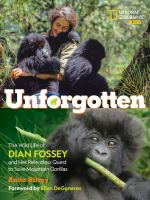 NATIONAL GEOGRAPHIC
KiDS
Unforgotten
The Wild Life of
DIAN FOSSEY
and Her Relentless Quest
to Save Mountain Gorillas
Anita Silvey
Foreword by Ellen DeGeneres